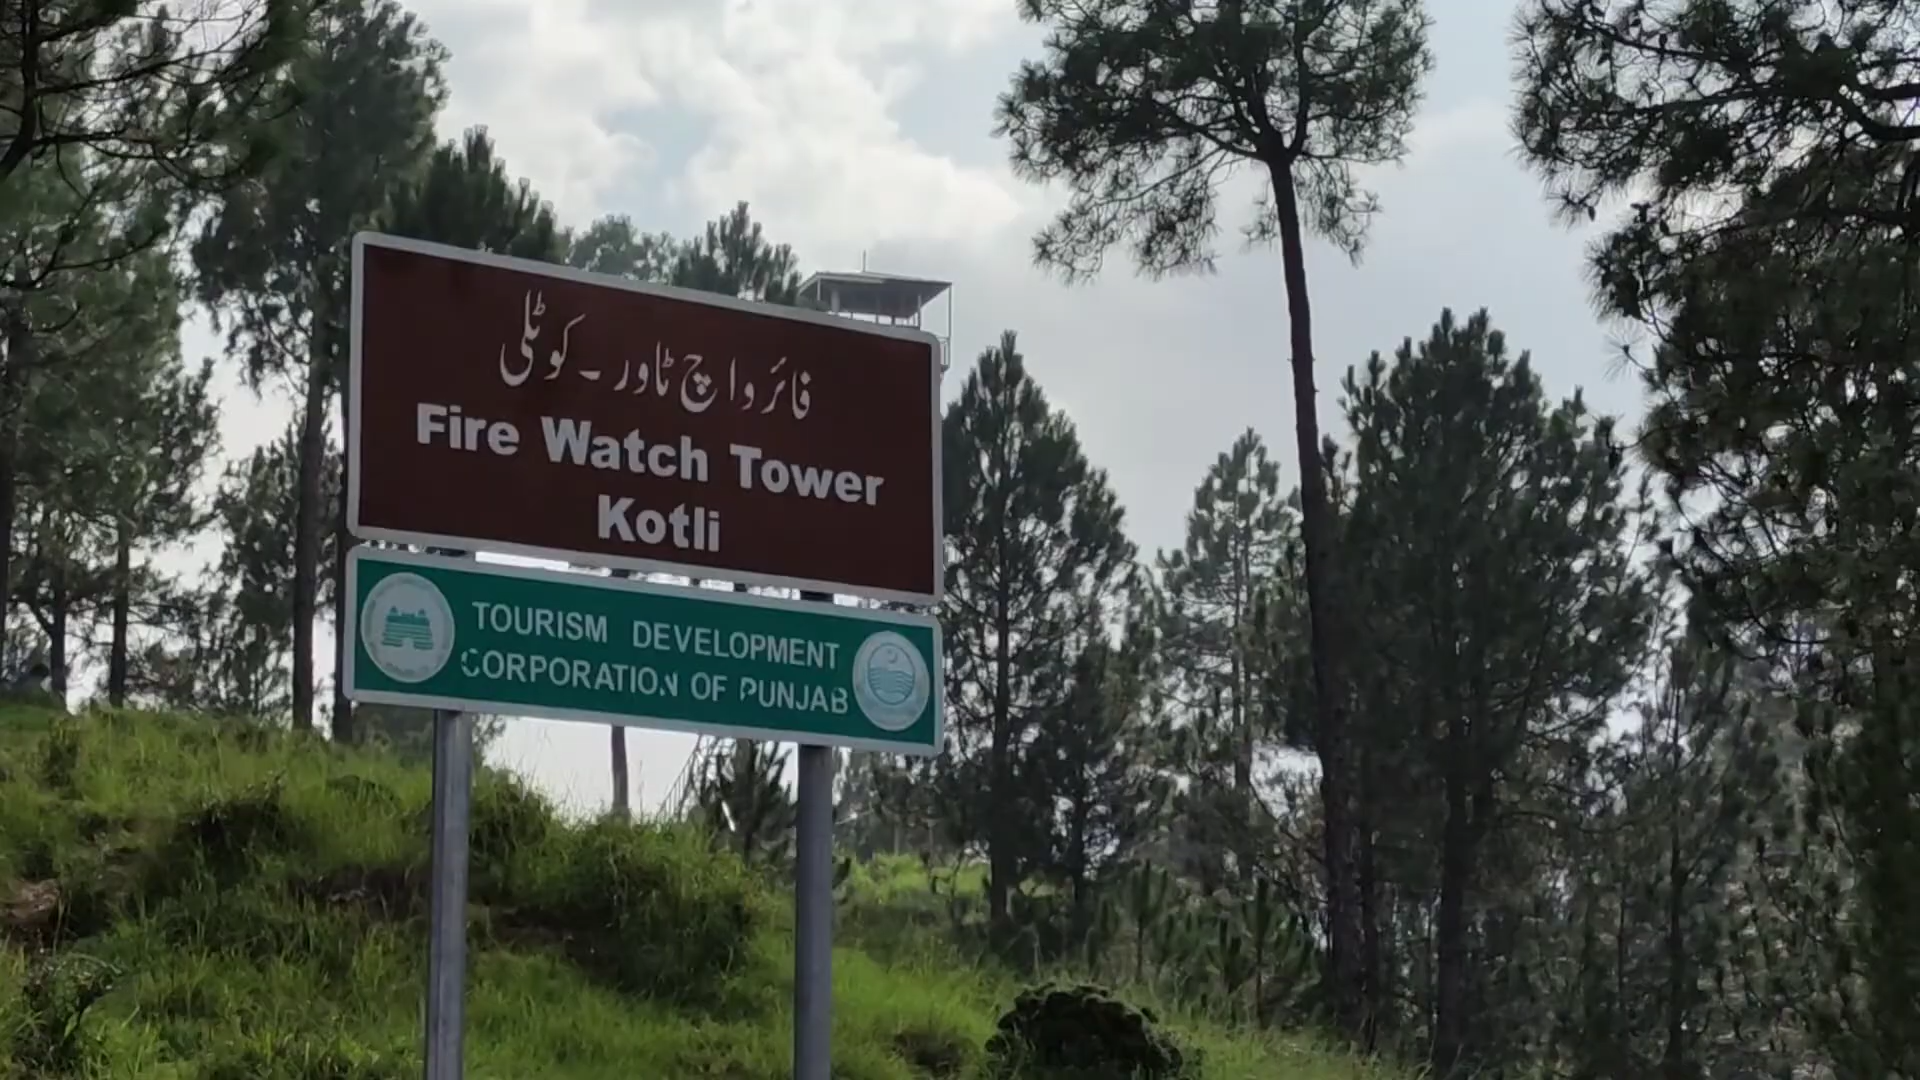 فائر واچ ٹاور - کوٹلی
Fire Watch Tower
Kotli
TOURISM DEVELOPMENT
CORPORATION OF PUNJAB